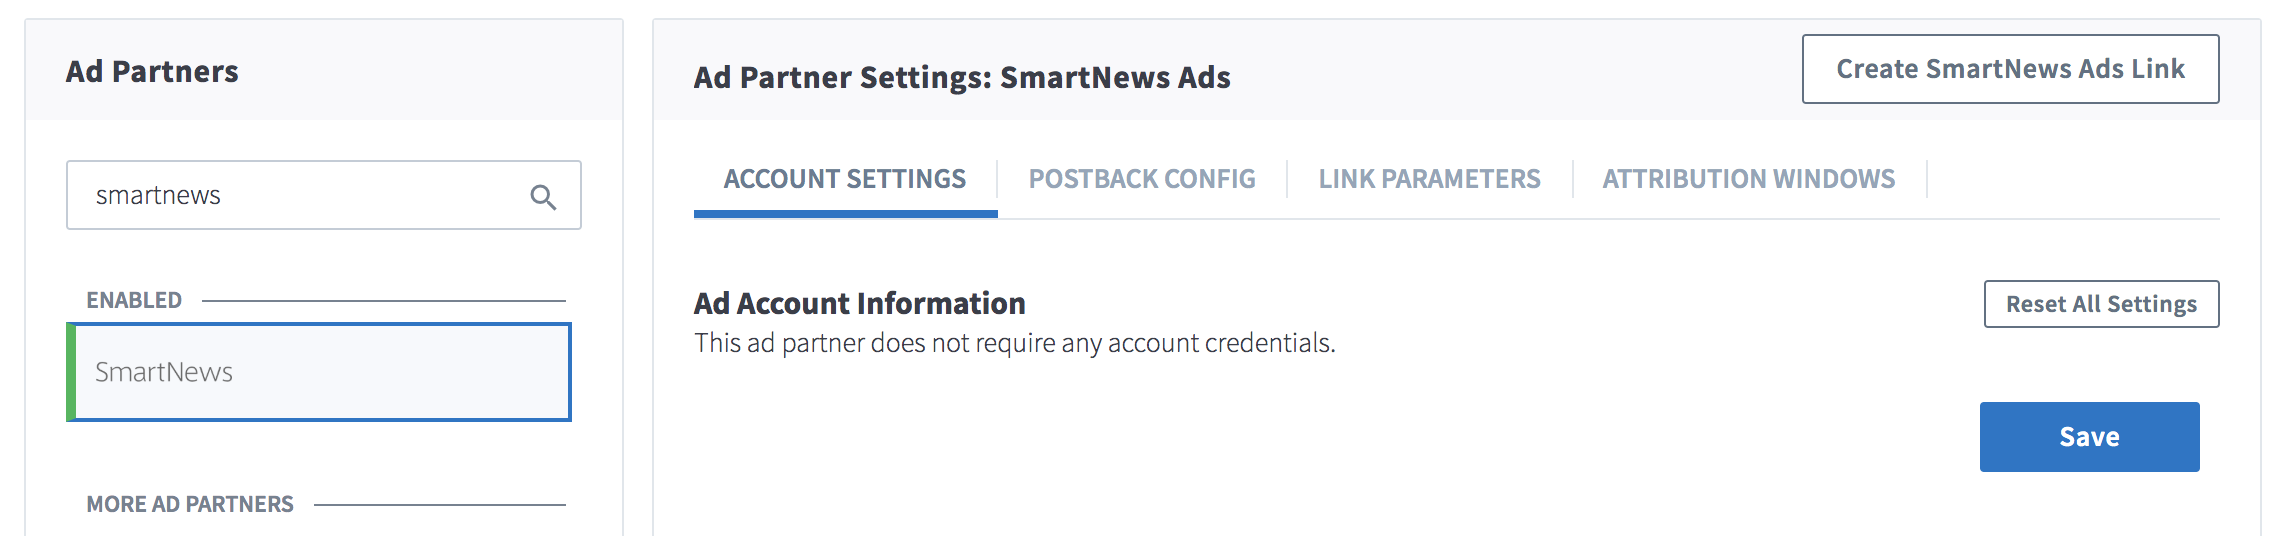 Ad Partners
smartnews
ENABLED
SmartNews
MORE AD PARTNERS
Ad Partner Settings: SmartNews Ads
Create SmartNews Ads Link
ACCOUNT SETTINGS
POSTBACK CONFIG
LINK PARAMETERS
ATTRIBUTION WINDOWS
Ad Account Information
Reset All Settings
This ad partner does not require any account credentials.
Save